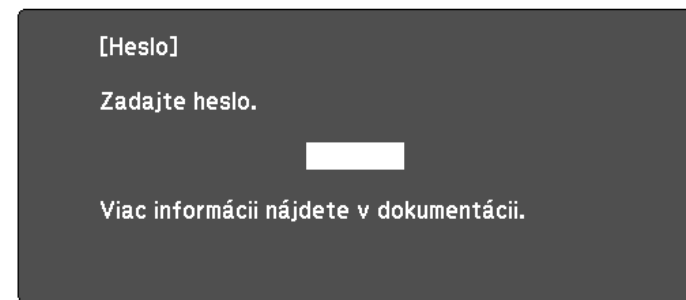 [Heslo]
Zadajte heslo.
Viac informácii nájdete v dokumentácii.